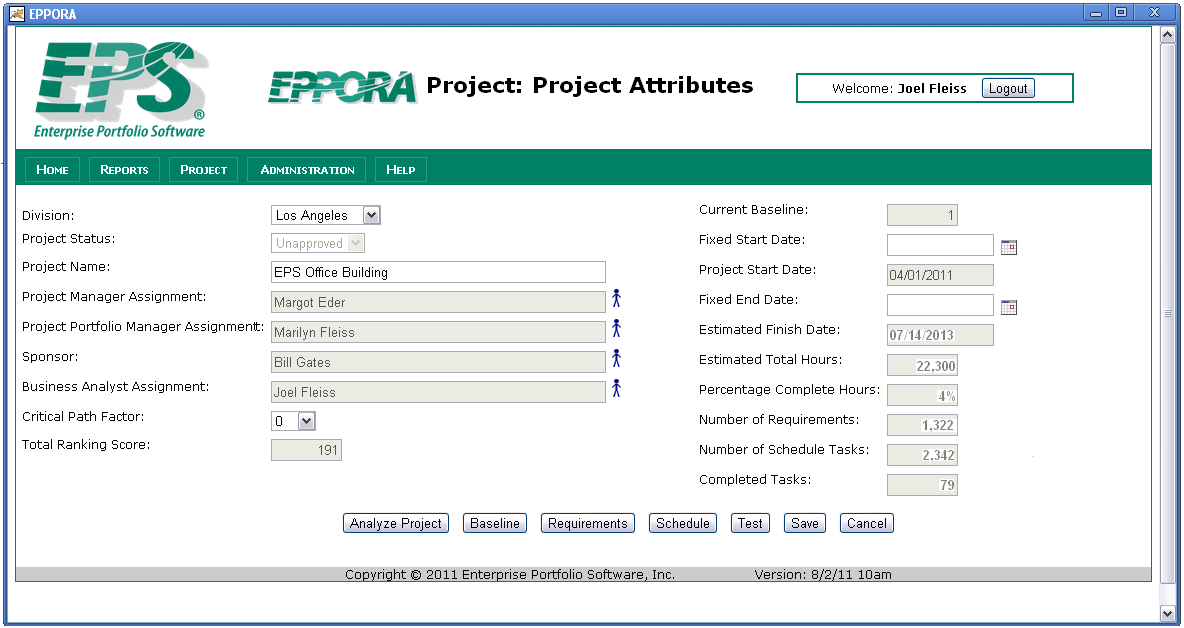 EPPORA
EPS®
Enterprise Portfolio Software
EPPORA Project: Project Attributes
Welcome: Joel Fleiss Logout
HOME REPORTS PROJECT ADMINISTRATION HELP
Division: Los Angeles
Project Status: Unapproved
Project Name: EPS Office Building
Project Manager Assignment: Margot Eder
Project Portfolio Manager Assignment: Marilyn Fleiss
Sponsor: Bill Gates
Business Analyst Assignment: Joel Fleiss
Critical Path Factor: 0
Total Ranking Score: 191
Current Baseline: 1
Fixed Start Date:
Project Start Date: 04/01/2011
Fixed End Date:
Estimated Finish Date: 07/14/2013
Estimated Total Hours: 22,300
Percentage Complete Hours: 4%
Number of Requirements: 1,322
Number of Schedule Tasks: 2,342
Completed Tasks: 79
Analyze Project Baseline Requirements Schedule Test Save Cancel
Copyright © 2011 Enterprise Portfolio Software, Inc. Version: 8/2/11 10am